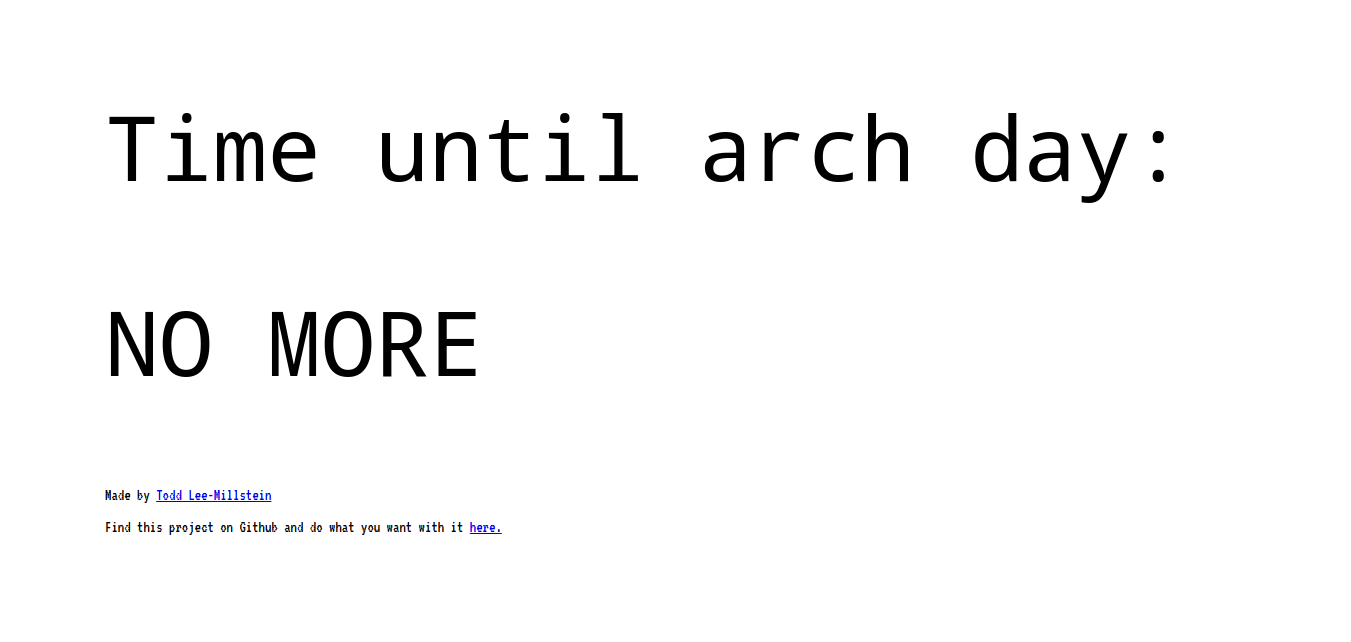 Time until arch day:
NO MORE
Made by Todd Lee-Millstein
Find this project on Github and do what you want with it here.